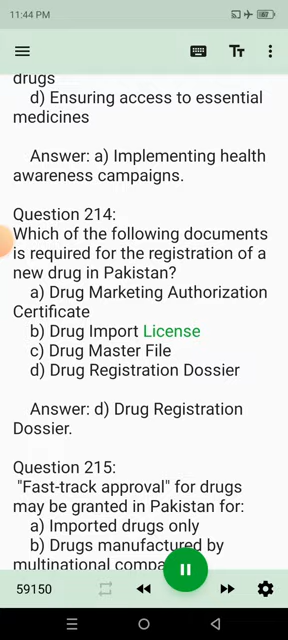 11:44 PM
87
drugs
d) Ensuring access to essential
medicines
Answer: a) Implementing health
awareness campaigns.
Question 214:
Which of the following documents
is required for the registration of a
new drug in Pakistan?
a) Drug Marketing Authorization
Certificate
b) Drug Import License
c) Drug Master File
d) Drug Registration Dossier
Answer: d) Drug Registration
Dossier.
Question 215:
"Fast-track approval" for drugs
may be granted in Pakistan for:
a) Imported drugs only
b) Drugs manufactured by
multinational compa
59150